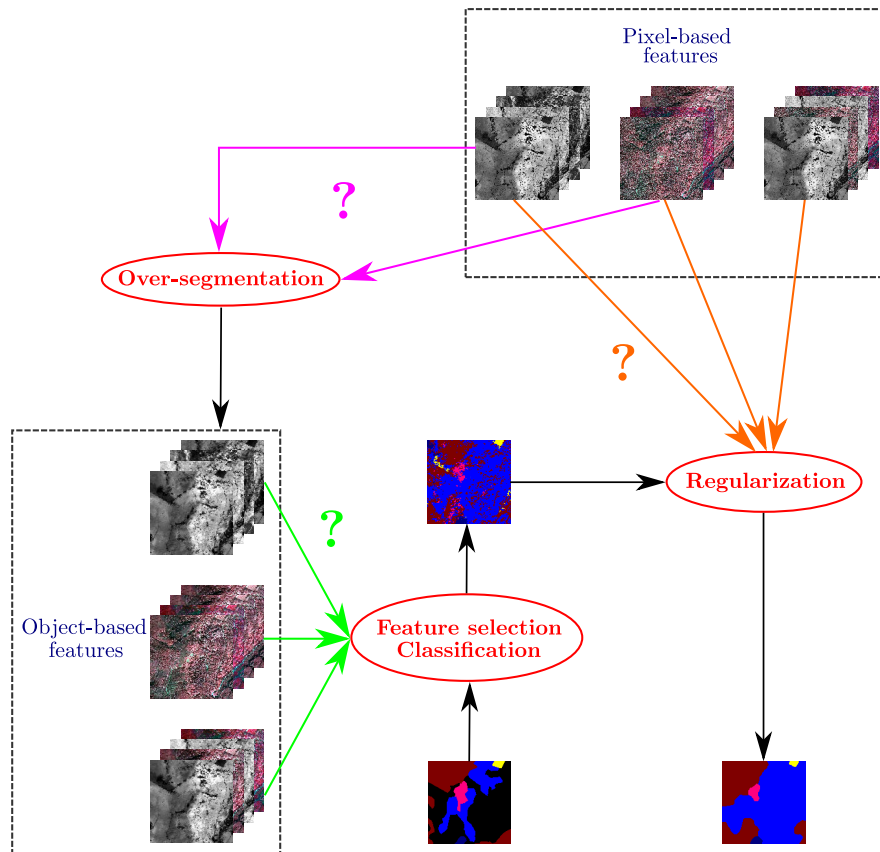 Pixel-based
features
?
Over-segmentation
?
Regularization
?
Object-based
features
Feature selection
Classification